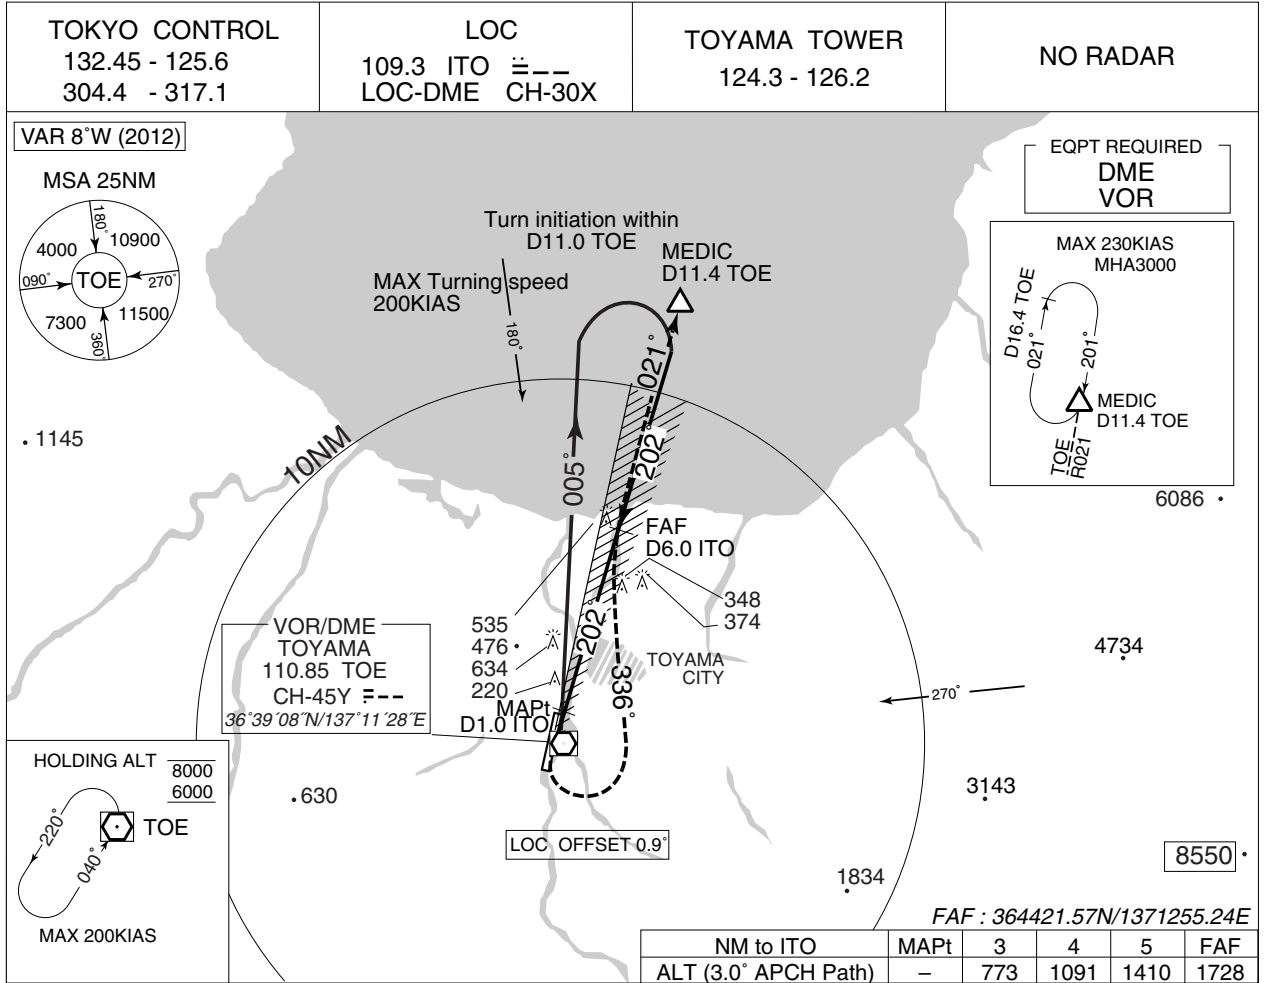 TOKYO CONTROL
132.45 - 125.6
304.4 - 317.1
LOC
109.3 ITO
LOC-DME CH-30X
TOYAMA TOWER
124.3 - 126.2
NO RADAR
VAR 8°W (2012)
MSA 25NM
180°
4000
10900
090°
TOE
270°
7300
11500
360°
EQPT REQUIRED
DME
VOR
MAX 230KIAS
MHA3000
D16.4 TOE
021°
201°
MEDIC
D11.4 TOE
TOE
R021
Turn initiation within
D11.0 TOE
MEDIC
D11.4 TOE
MAX Turning speed
200KIAS
180°
021°
202°
005°
10NM
1145
6086
FAF
D6.0 ITO
348
374
535
476
634
220
202°
336°
TOYAMA
CITY
4734
270°
VOR/DME
TOYAMA
110.85 TOE
CH-45Y
36°39´08˝N/137°11´28˝E
MAPt
D1.0 ITO
HOLDING ALT
8000
6000
220°
040°
TOE
MAX 200KIAS
630
3143
LOC OFFSET 0.9°
8550
1834
FAF : 364421.57N/1371255.24E
NM to ITO MAPt 3 4 5 FAF
ALT (3.0° APCH Path) – 773 1091 1410 1728